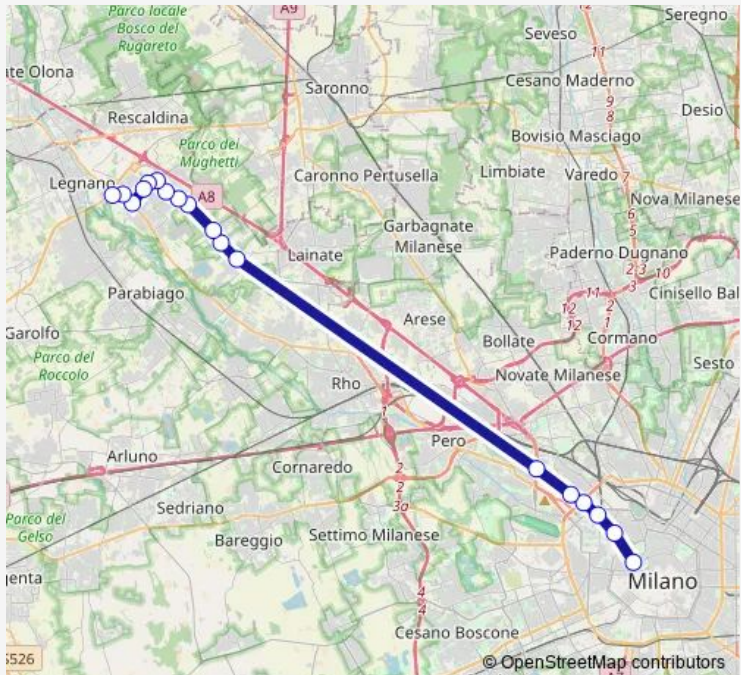 Parco locale
Bosco del
Rugareto
A9
Seregno
12
Seveso
11
ate Olona
Saronno
Cesano Maderno
9
8
Desio
Rescaldina
Bovisio Masciago
Parco dei
Mughetti
Legnano
A8
Caronno Pertusella
Limbiate
Varedo
7
Nova Milanese
6
5
Garbagnate
Milanese
Lainate
Paderno Dugnano
2 3 10
3
Parabiago
11
12
12
2
1
Cinisello Bal
Garolfo
Arese
Bollate
Cormano
Parco del
Roccolo
Rho
Novate Milanese
Sesto
1
Pero
Arluno
Cornaredo
2
2
3a
Sedriano
Parco del
Gelso
Bareggio
Settimo Milanese
genta
Milano
4
4
Cesano Boscone
SS526
© OpenStreetMap contributors